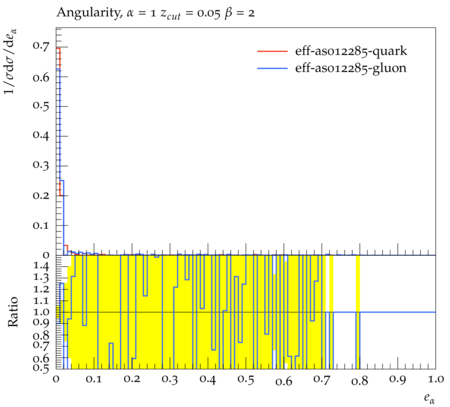 Angularity, α = 1 z_cut = 0.05 β = 2
1/σdσ/de_α
0.7
0.6
0.5
0.4
0.3
0.2
0.1
0
eff-as012285-quark
eff-as012285-gluon
Ratio
1.4
1.3
1.2
1.1
1.0
0.9
0.8
0.7
0.6
0.5
0 0.1 0.2 0.3 0.4 0.5 0.6 0.7 0.8 0.9 1.0
e_α